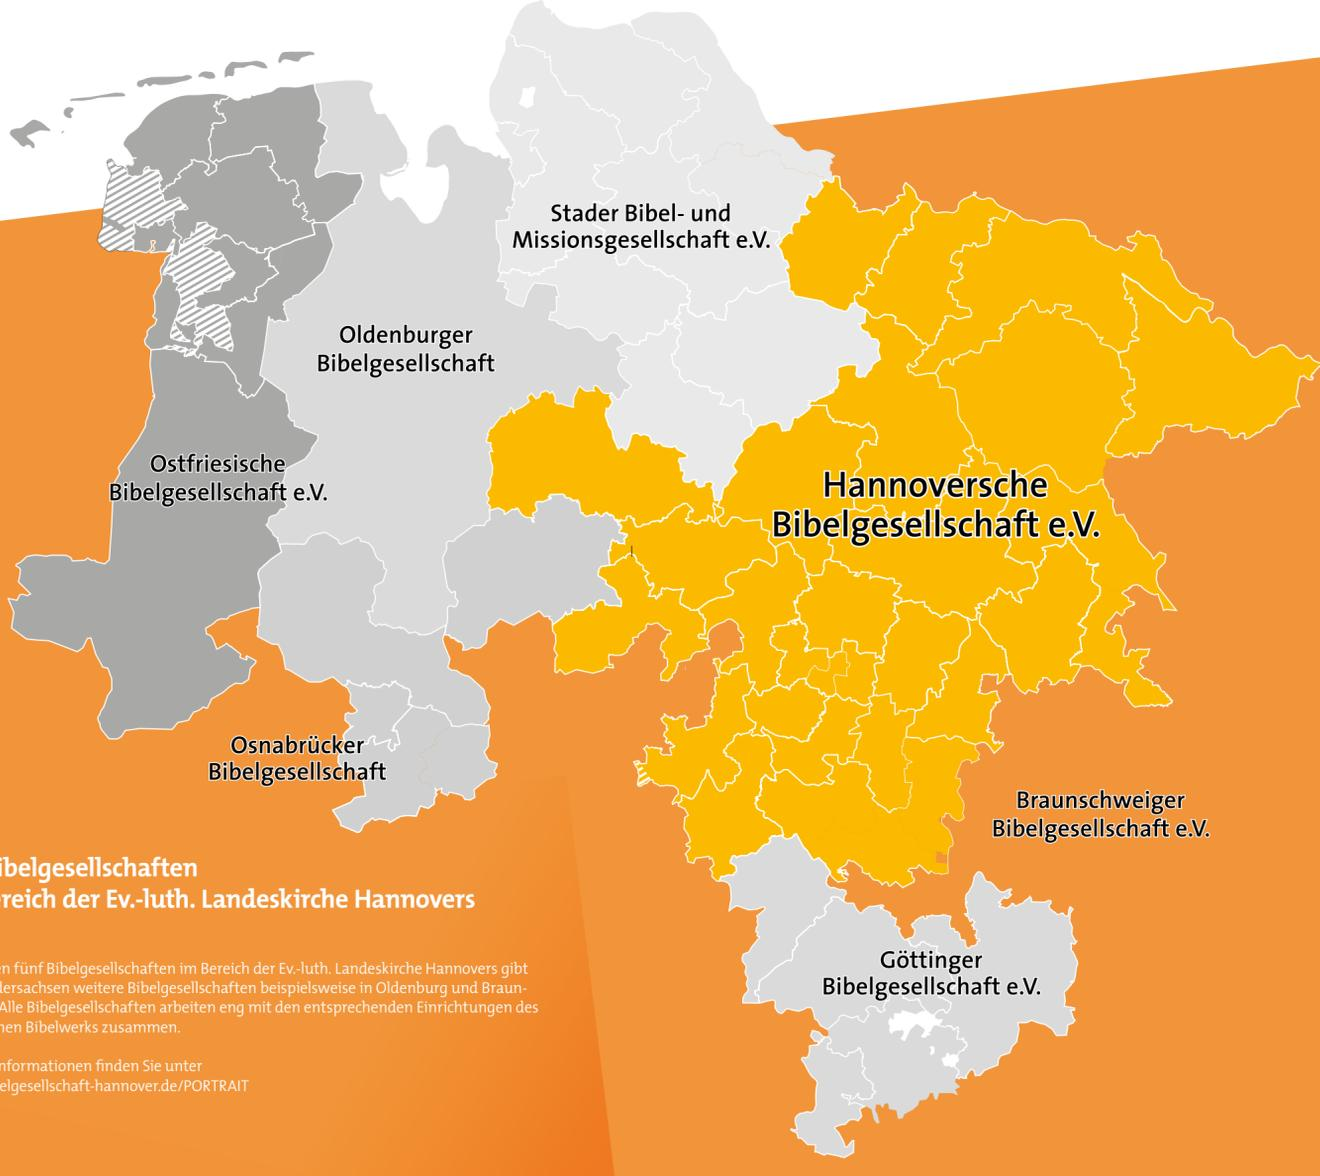 Stader Bibel- und
Missionsgesellschaft e.V.
Oldenburger
Bibelgesellschaft
Ostfriesische
Bibelgesellschaft e.V.
Hannoversche
Bibelgesellschaft e.V.
Osnabrücker
Bibelgesellschaft
Braunschweiger
Bibelgesellschaft e.V.
Göttinger
Bibelgesellschaft e.V.
ibelgesellschaften
reich der Ev.-luth. Landeskirche Hannovers
en fünf Bibelgesellschaften im Bereich der Ev.-luth. Landeskirche Hannovers gibt
dersachsen weitere Bibelgesellschaften beispielsweise in Oldenburg und Braun-
Alle Bibelgesellschaften arbeiten eng mit den entsprechenden Einrichtungen des
hen Bibelwerks zusammen.
nformationen finden Sie unter
elgesellschaft-hannover.de/PORTRAIT